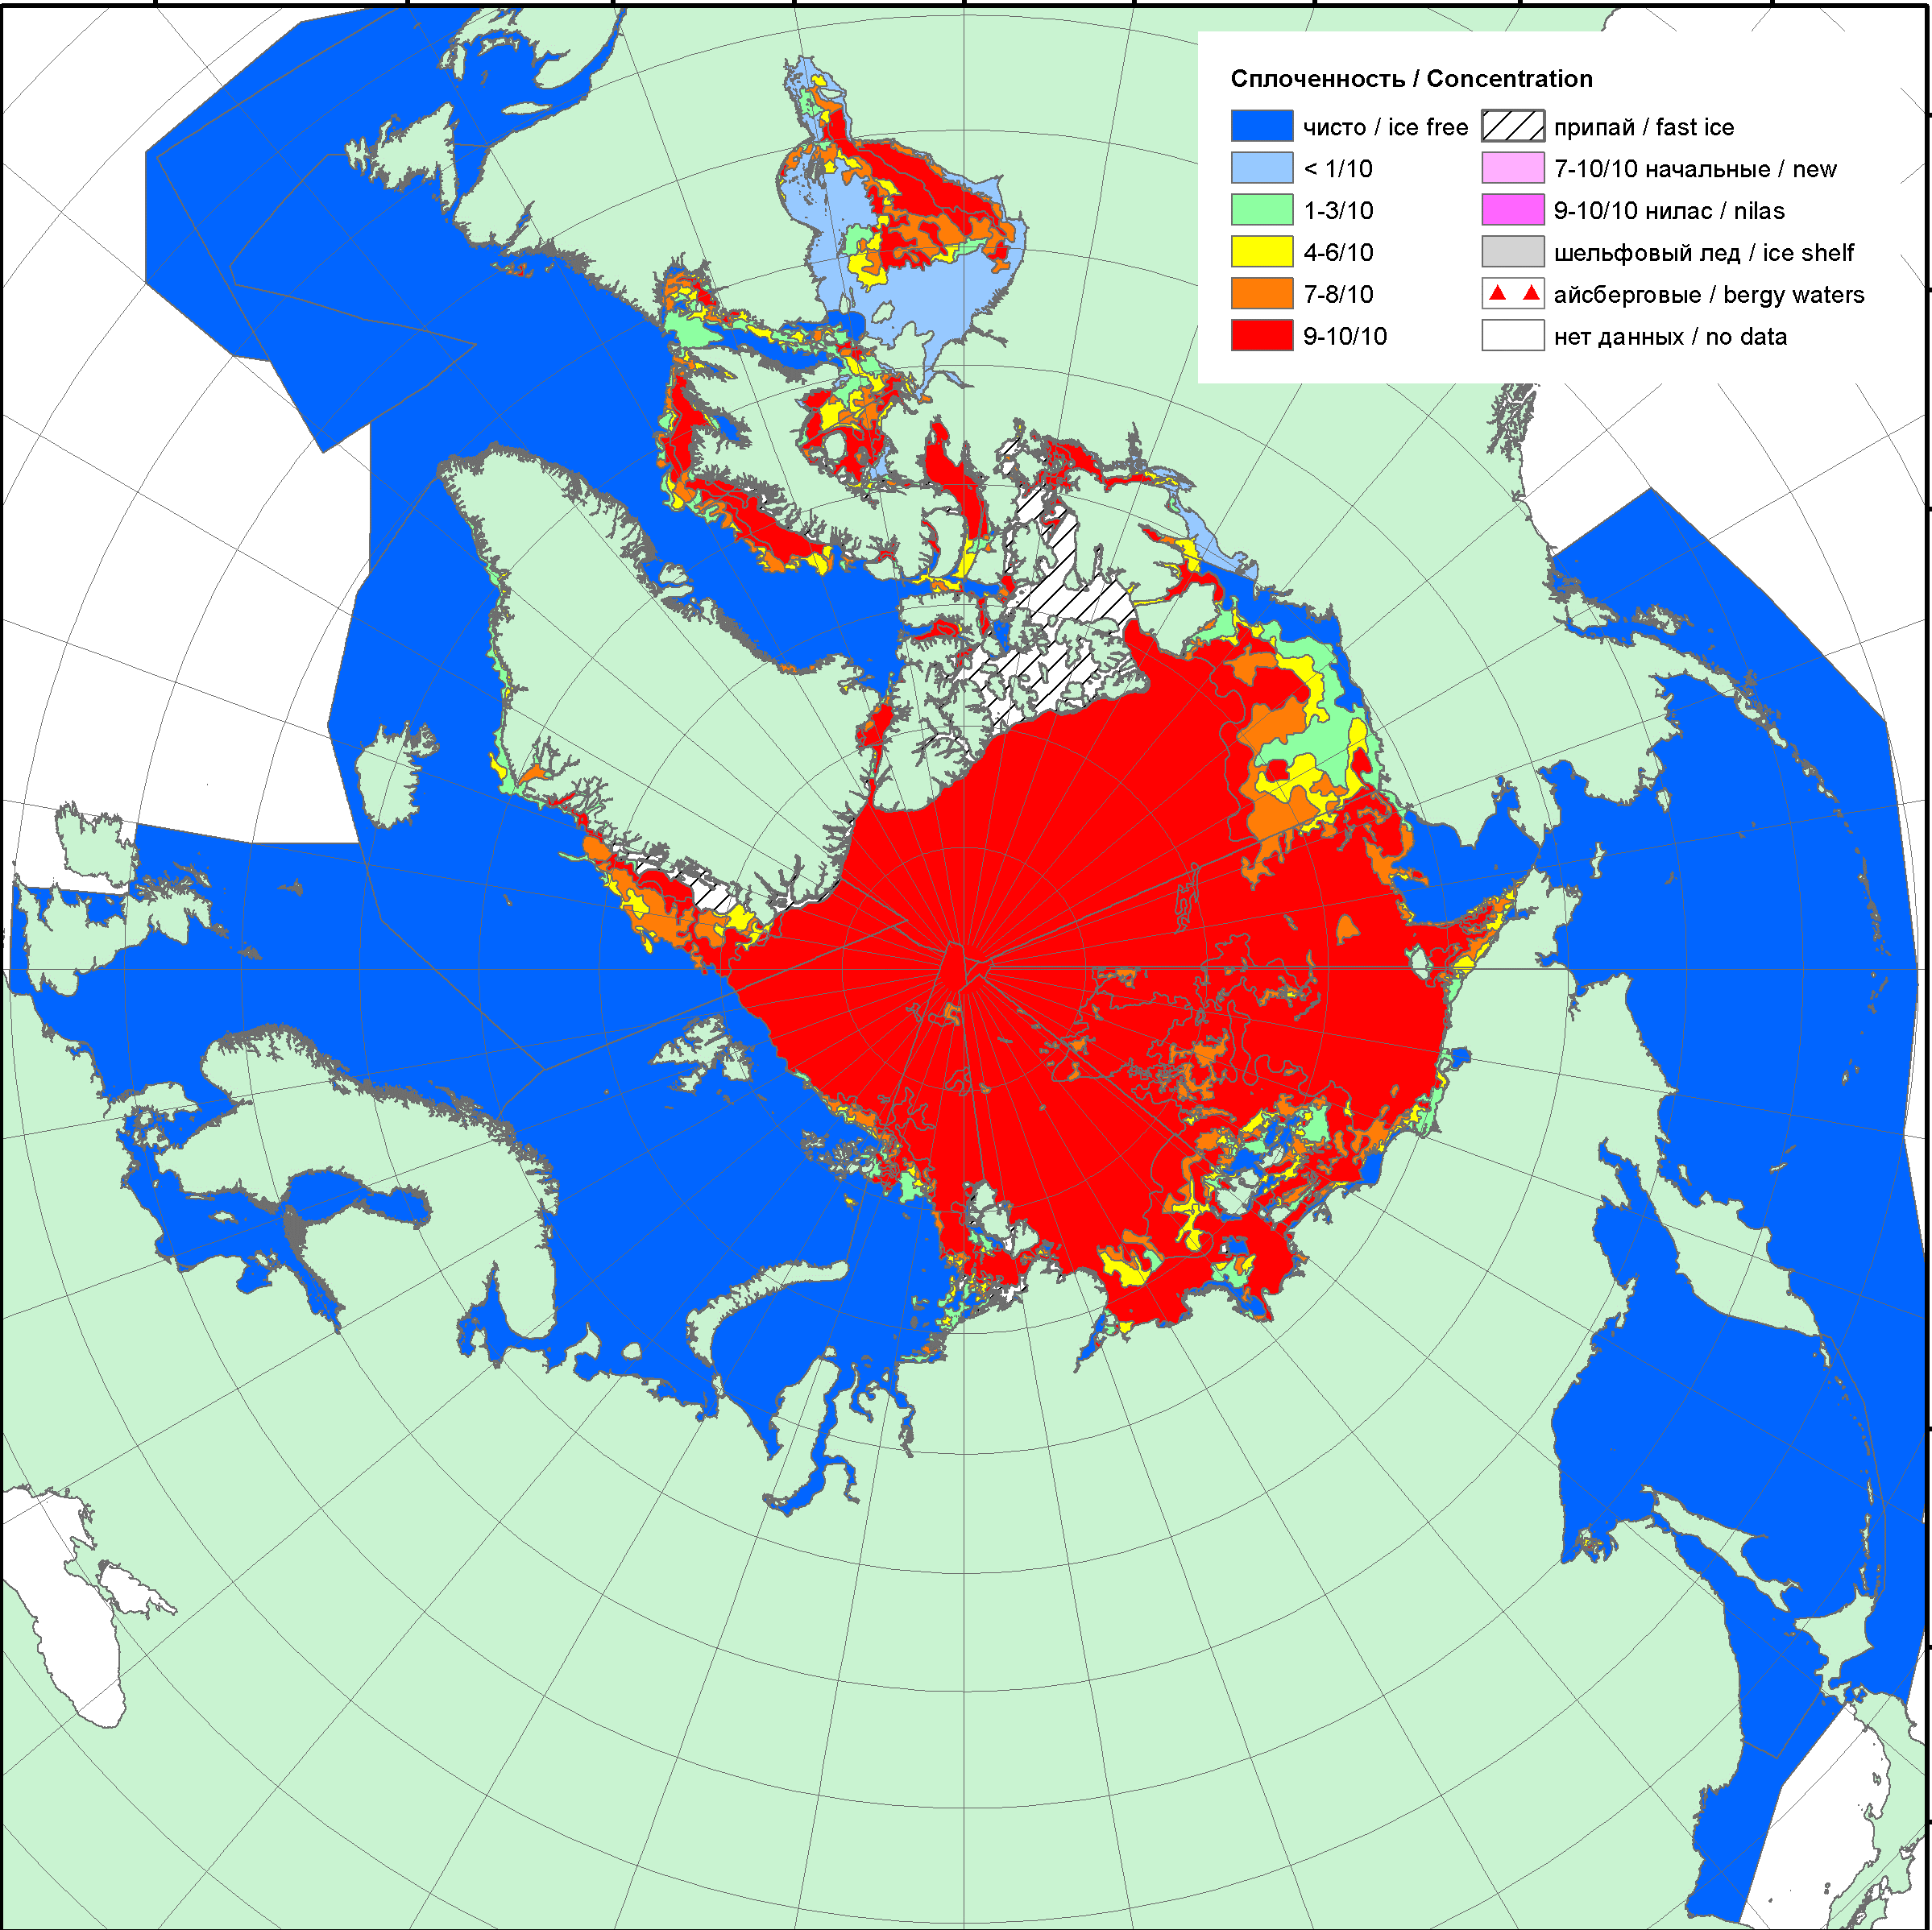 Сплоченность / Concentration
чисто / ice free
< 1/10
1-3/10
4-6/10
7-8/10
9-10/10
припай / fast ice
7-10/10 начальные / new
9-10/10 нилас / nilas
шельфовый лед / ice shelf
айсберговые / bergy waters
нет данных / no data